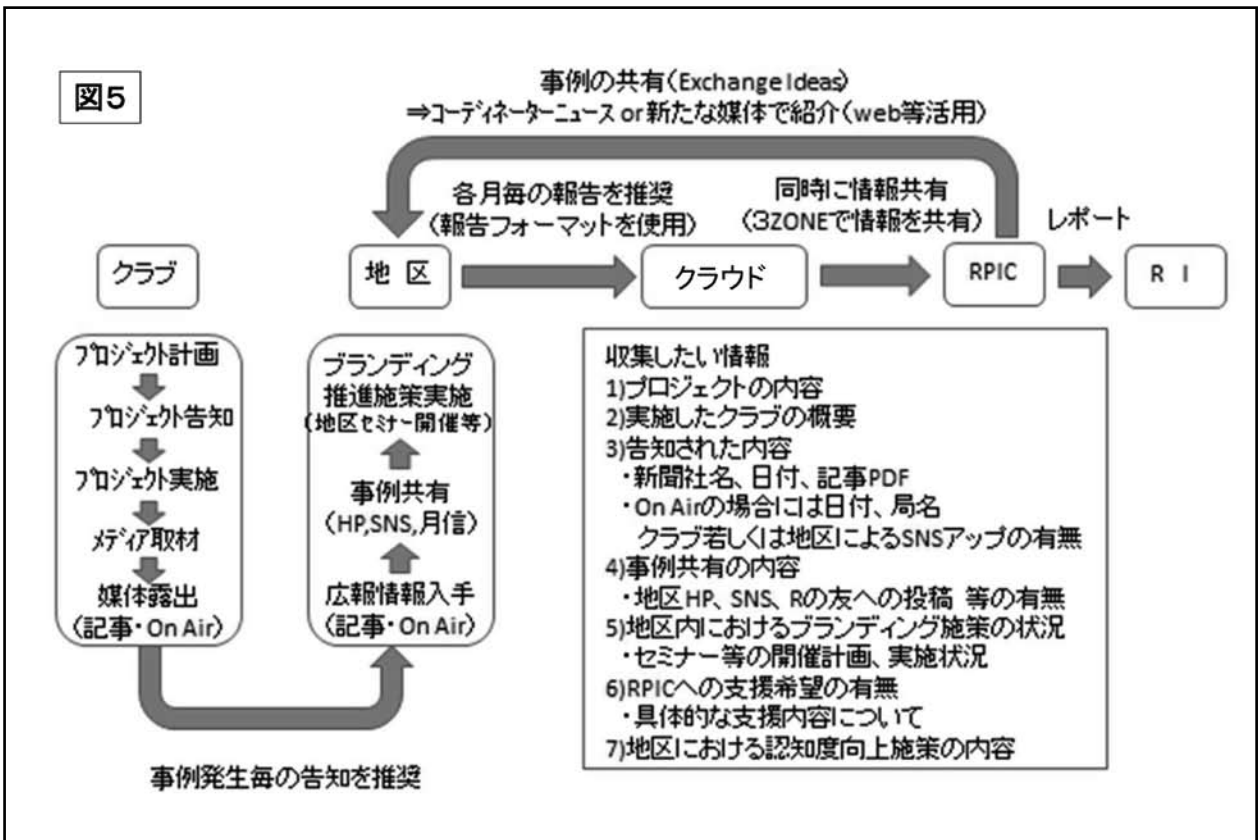 図5
事例の共有(Exchange Ideas)
⇒コーディネーターニュース or 新たな媒体で紹介(web等活用)
各月毎の報告を推奨
(報告フォーマットを使用)
同時に情報共有
(3ZONEで情報を共有)
レポート
クラブ
地 区
クラウド
RPIC
R I
プロジェクト計画
プロジェクト告知
プロジェクト実施
メディア取材
媒体露出
(記事・On Air)
ブランディング
推進施策実施
(地区セミナー開催等)
事例共有
(HP,SNS,月信)
広報情報入手
(記事・On Air)
事例発生毎の告知を推奨
収集したい情報
1)プロジェクトの内容
2)実施したクラブの概要
3)告知された内容
・新聞社名、日付、記事PDF
・On Airの場合には日付、局名
クラブ若しくは地区によるSNSアップの有無
4)事例共有の内容
・地区HP、SNS、Rの友への投稿 等の有無
5)地区内におけるブランディング施策の状況
・セミナー等の開催計画、実施状況
6)RPICへの支援希望の有無
・具体的な支援内容について
7)地区における認知度向上施策の内容